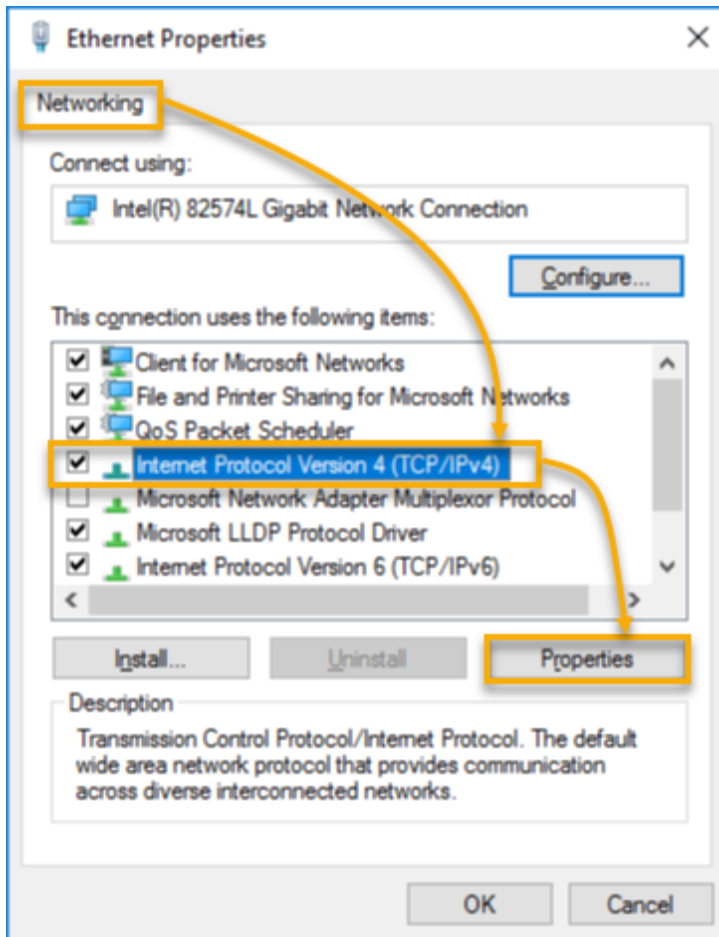 Ethernet Properties
Networking
Connect using:
Intel(R) 82574L Gigabit Network Connection
Configure...
This connection uses the following items:
Client for Microsoft Networks
File and Printer Sharing for Microsoft Networks
QoS Packet Scheduler
Internet Protocol Version 4 (TCP/IPv4)
Microsoft Network Adapter Multiplexor Protocol
Microsoft LLDP Protocol Driver
Internet Protocol Version 6 (TCP/IPv6)
Install... Uninstall Properties
Description
Transmission Control Protocol/Internet Protocol. The default
wide area network protocol that provides communication
across diverse interconnected networks.
OK Cancel